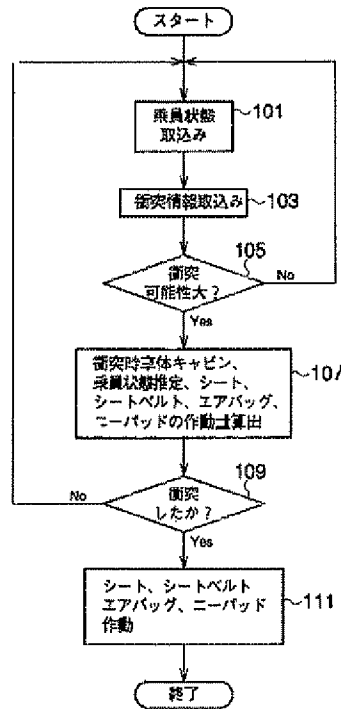 スタート
乗員状態
取込み
101
衝突情報取込み
103
105
衝突
可能性大?
No
Yes
衝突時車体キャビン、
乗員状態推定、シート、
シートベルト、エアバッグ、
ニーパッドの作動量算出
107
109
衝突
したか?
No
Yes
シート、シートベルト
エアバッグ、ニーパッド
作動
111
終了